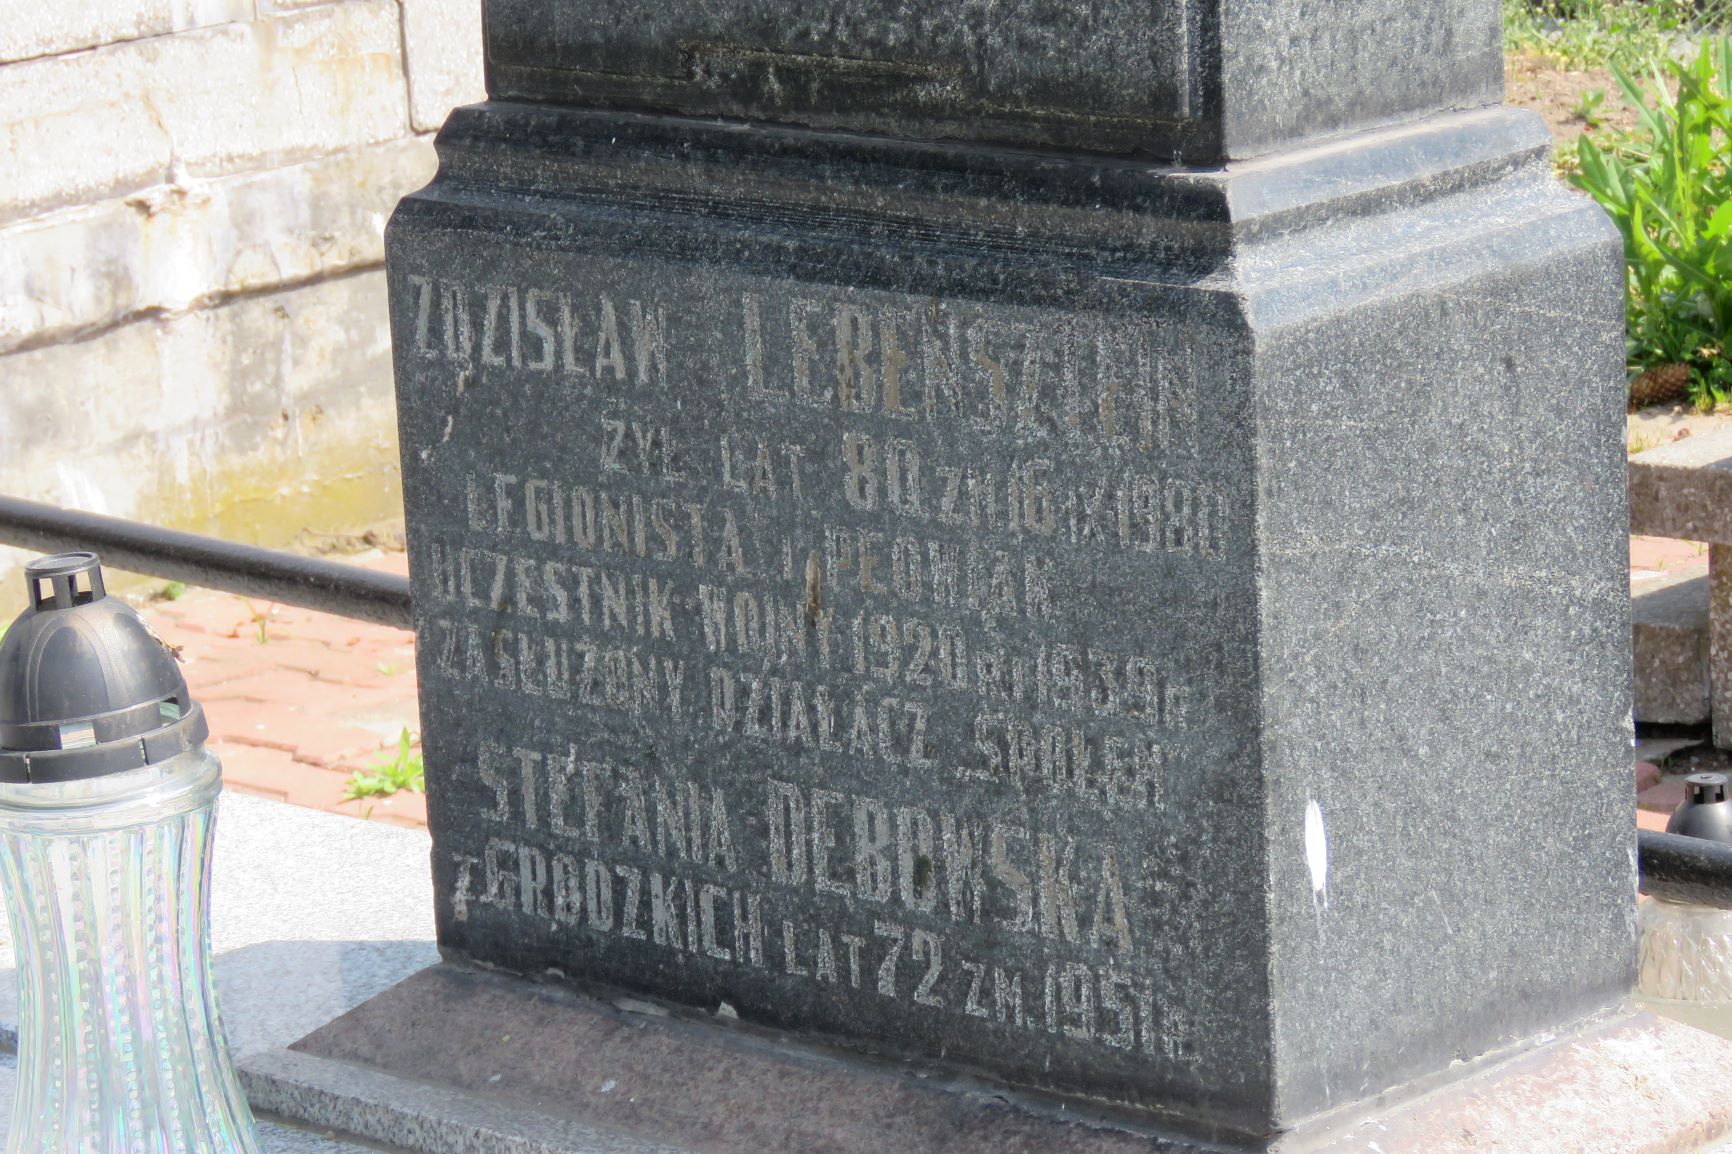 ZDZISŁAW LEBENSZTEJN
ŻYŁ LAT 80 ZM. 16 IX 1980
LEGIONISTA I PEOWIAK
UCZESTNIK WOJNY 1920 R. I 1939 R.
ZASŁUŻONY DZIAŁACZ "SPOŁEM"
STEFANIA DĘBOWSKA
Z GRODZKICH LAT 72 ZM. 1951 R.